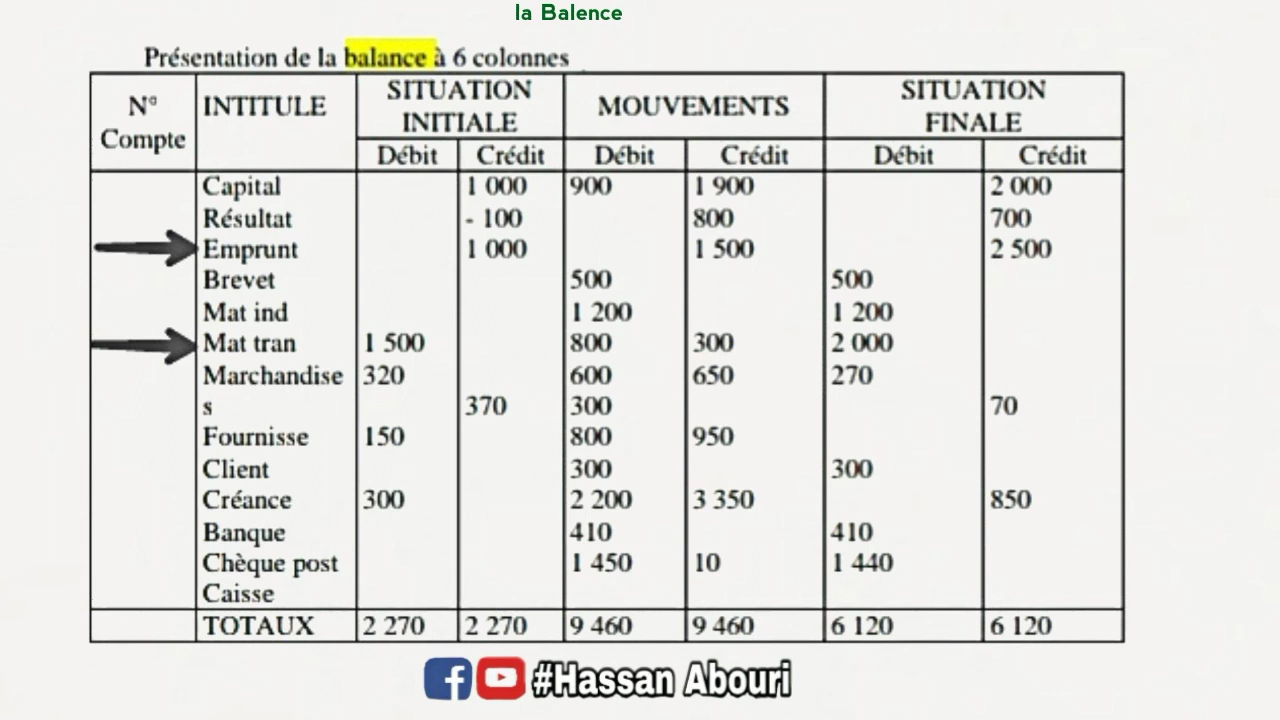 la Balence
Présentation de la balance à 6 colonnes
N° Compte INTITULE SITUATION INITIALE MOUVEMENTS SITUATION FINALE
Débit Crédit Débit Crédit Débit Crédit
Capital 1 000 900 1 900 2 000
Résultat - 100 800 700
Emprunt 1 000 1 500 2 500
Brevet 500 500
Mat ind 1 200 1 200
Mat tran 1 500 800 300 2 000
Marchandise 320 600 650 270
s 370 300 70
Fournisse 150 800 950
Client 300 300
Créance 300 2 200 3 350 850
Banque 410 410
Chèque post 1 450 10 1 440
Caisse
TOTAUX 2 270 2 270 9 460 9 460 6 120 6 120
#Hassan Abouri